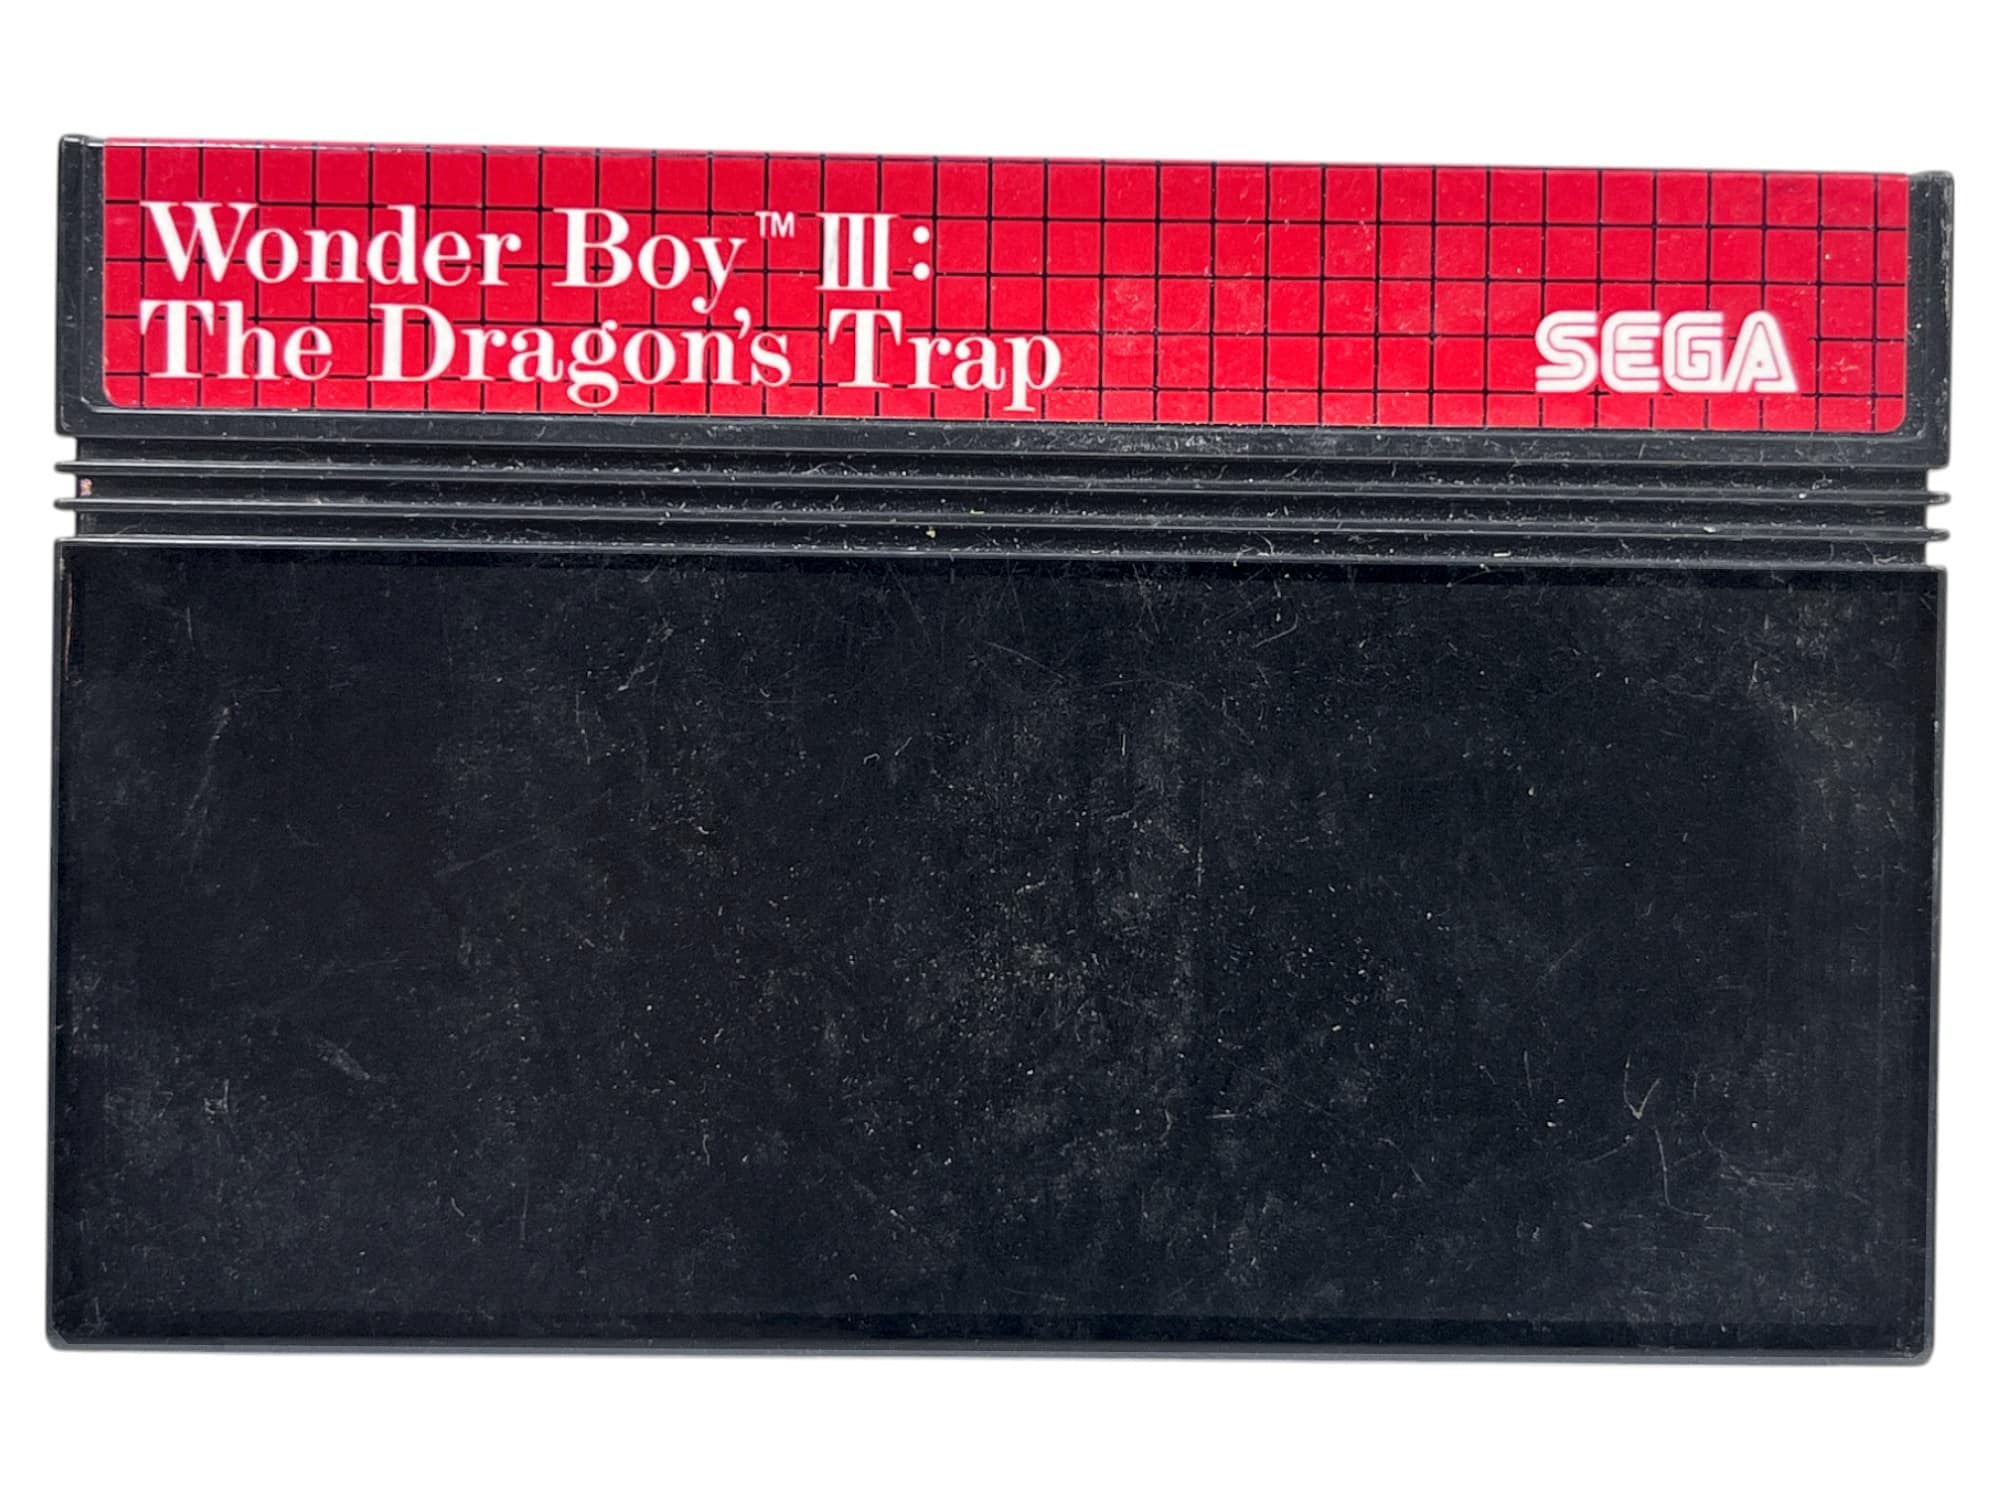 Wonder Boy™ III:
The Dragon's Trap
SEGA